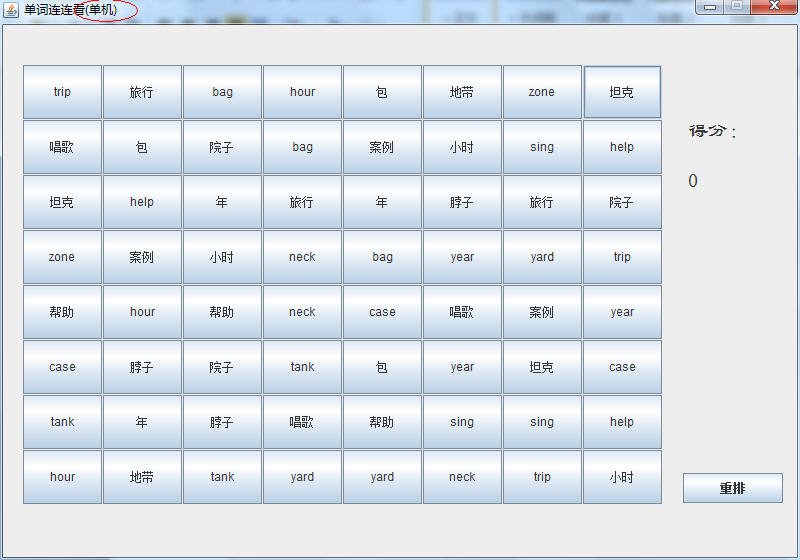 单词连连看(单机)
trip 旅行 bag hour 包 地带 zone 坦克
得分：
唱歌 包 院子 bag 案例 小时 sing help
0
坦克 help 年 旅行 年 脖子 旅行 院子
zone 案例 小时 neck bag year yard trip
帮助 hour 帮助 neck case 唱歌 案例 year
case 脖子 院子 tank 包 year 坦克 case
tank 年 脖子 唱歌 帮助 sing sing help
hour 地带 tank yard yard neck trip 小时
重排